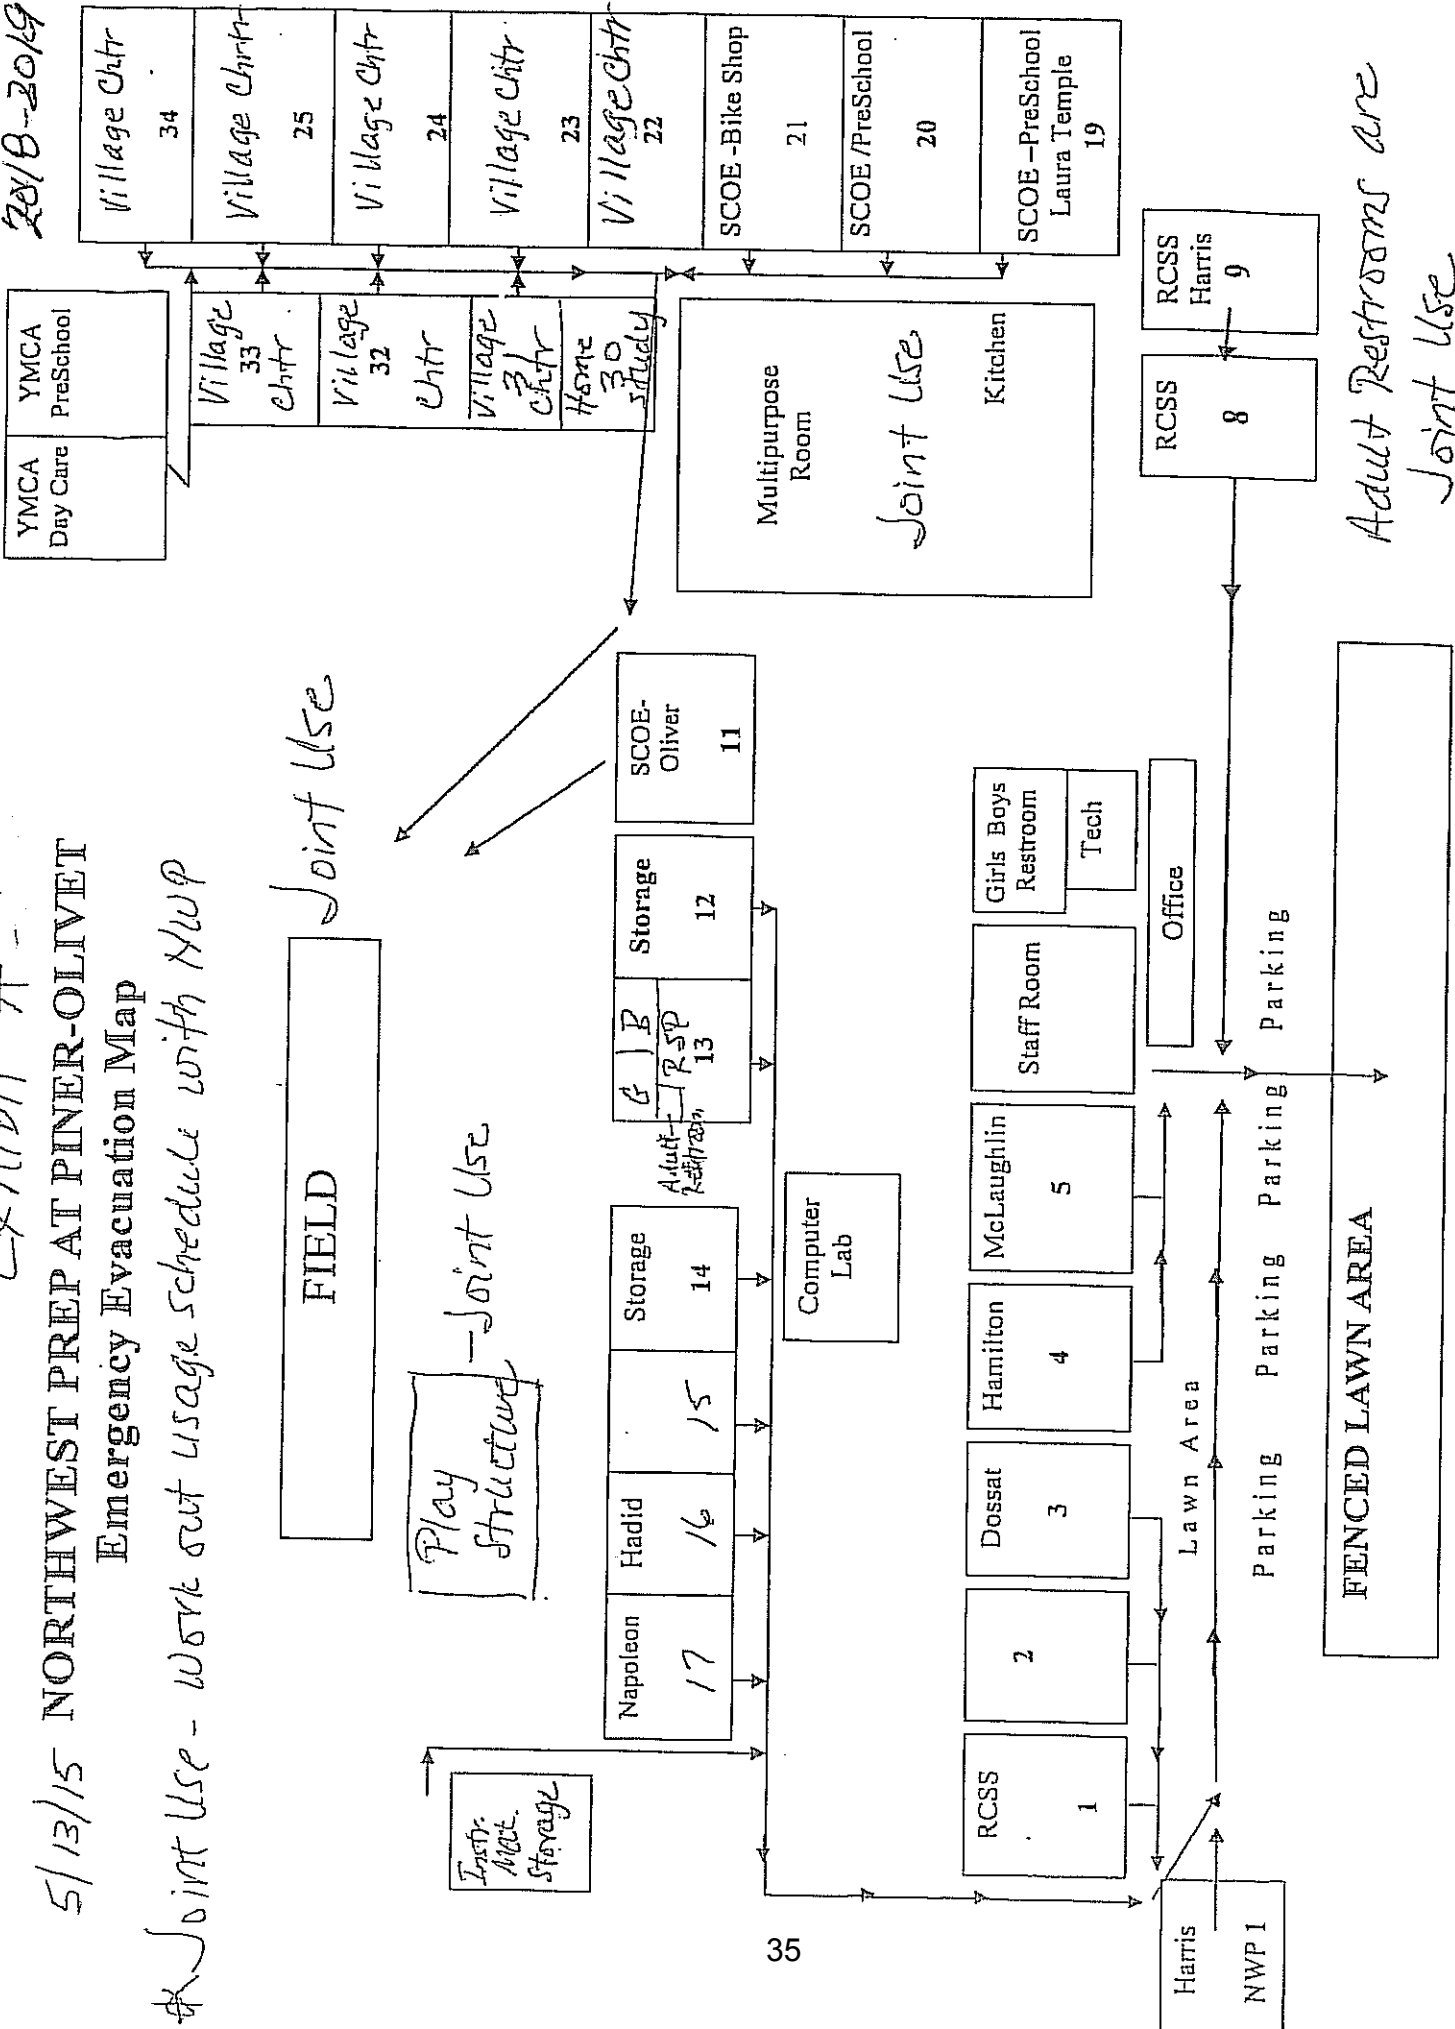 2018-2019
5/13/15 NORTHWEST PREP AT PINER-OLIVET
Emergency Evacuation Map
* Joint Use - Work out usage schedule with NWP
YMCA
Day Care
YMCA
PreSchool
Village Chtr
34
Village Chrtr
25
Village Chtr
24
Village Chtr
23
Village Chtr
22
SCOE -Bike Shop
21
SCOE /PreSchool
20
SCOE –PreSchool
Laura Temple
19
Village
33
Chtr
Village
32
Chtr
Village
31
Chtr
Home
30
Study
FIELD
Joint Use
Play
Structure
- Joint Use
Multipurpose
Room
Joint Use
Kitchen
Instr.
Mat.
Storage
Napoleon
17
Hadid
16
15
Storage
14
G | B
RSP
13
Adult
Restroom
Storage
12
SCOE-
Oliver
11
Computer
Lab
RCSS
1
2
Dossat
3
Hamilton
4
McLaughlin
5
Staff Room
Girls Boys
Restroom
Tech
Office
RCSS
8
RCSS
Harris
9
Harris
NWP 1
Lawn Area
Parking Parking Parking Parking Parking
FENCED LAWN AREA
Adult Restrooms are
Joint Use
35